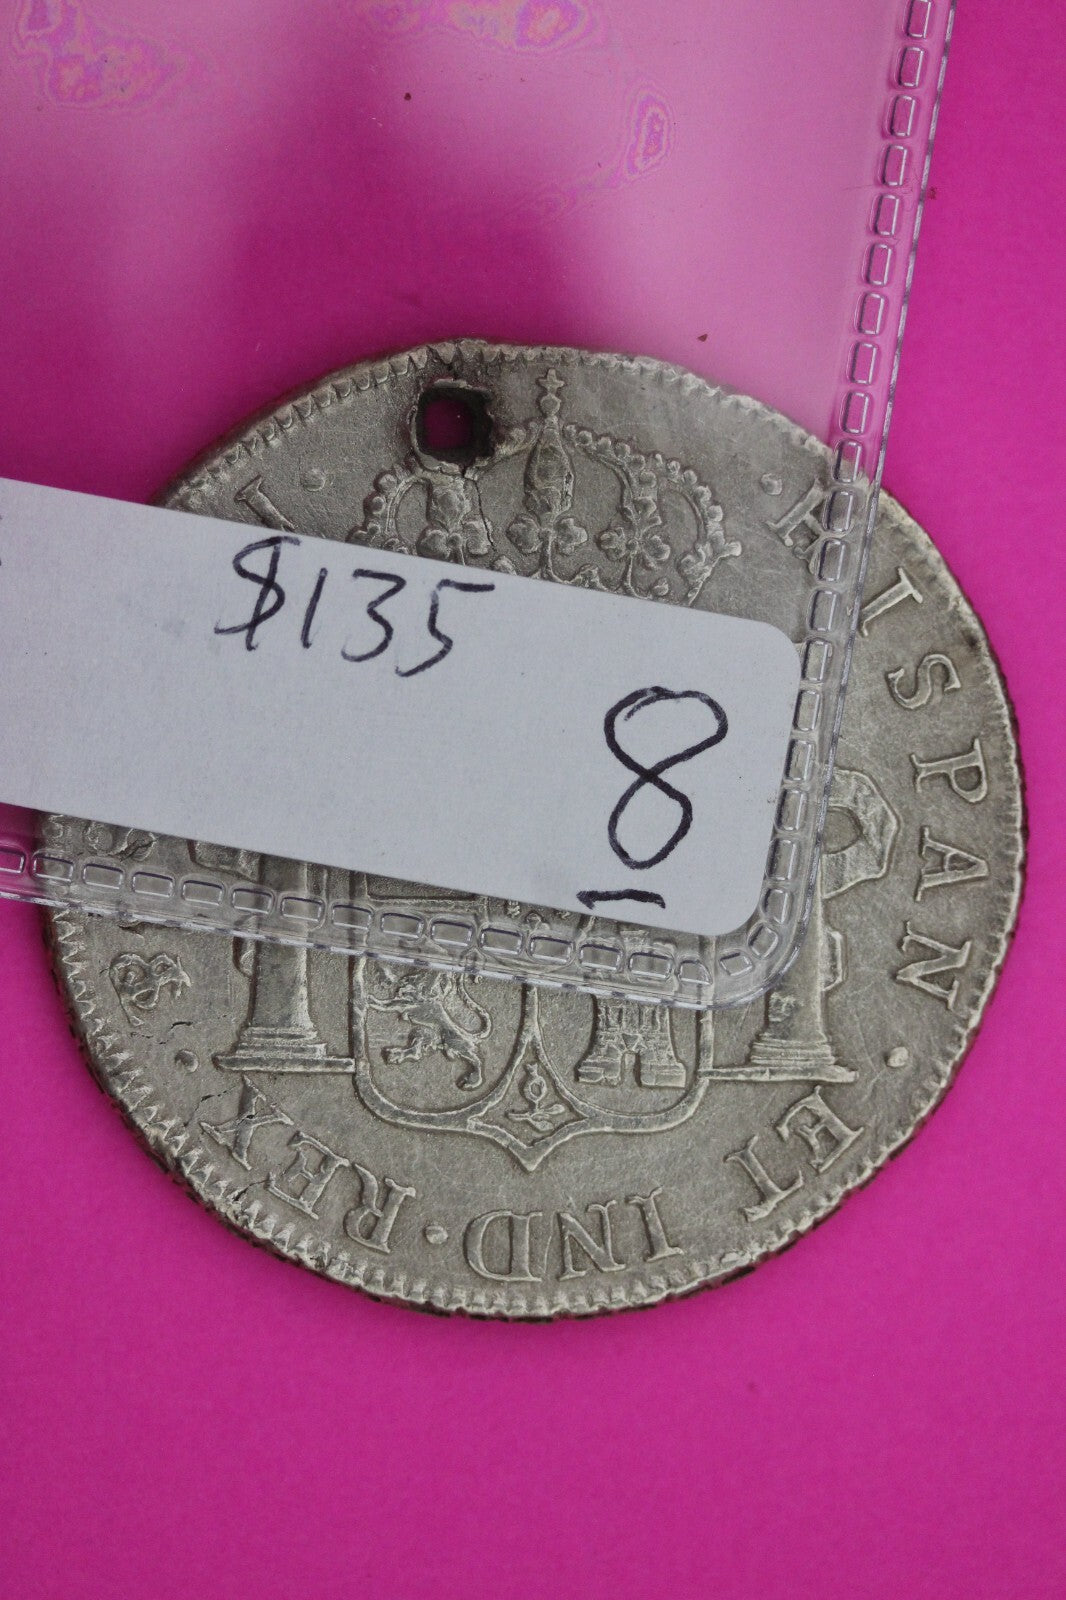 $135
8
· HISPAN · ET IND · REX ·